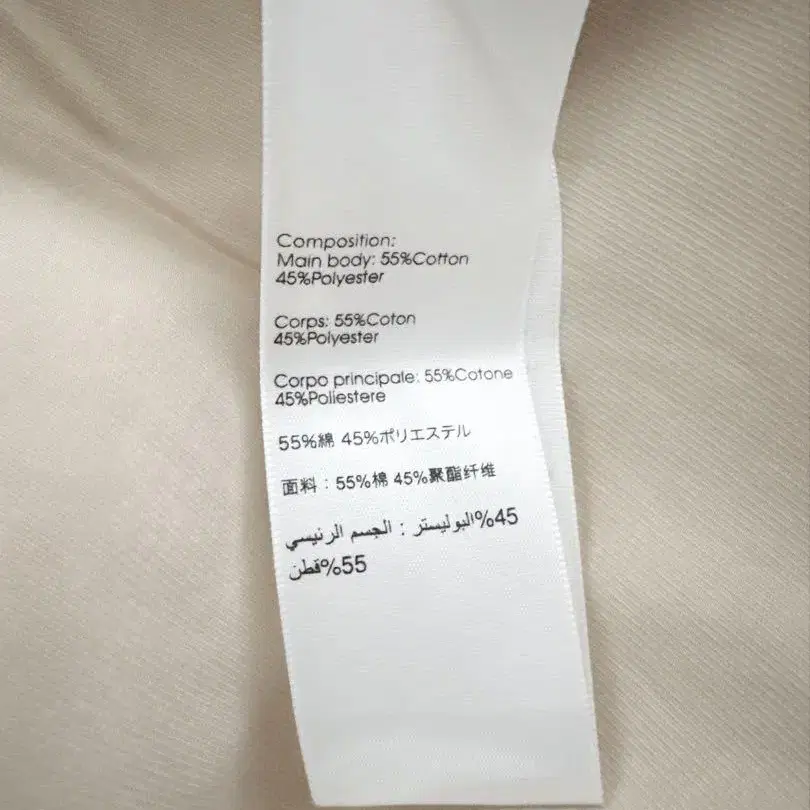 Composition:
Main body: 55%Cotton
45%Polyester
Corps: 55%Coton
45%Polyester
Corpo principale: 55%Cotone
45%Poliestere
55%綿 45%ポリエステル
面料：55%棉 45%聚酯纤维
45%البوليستر : الجسم الرئيسي
55%قطن